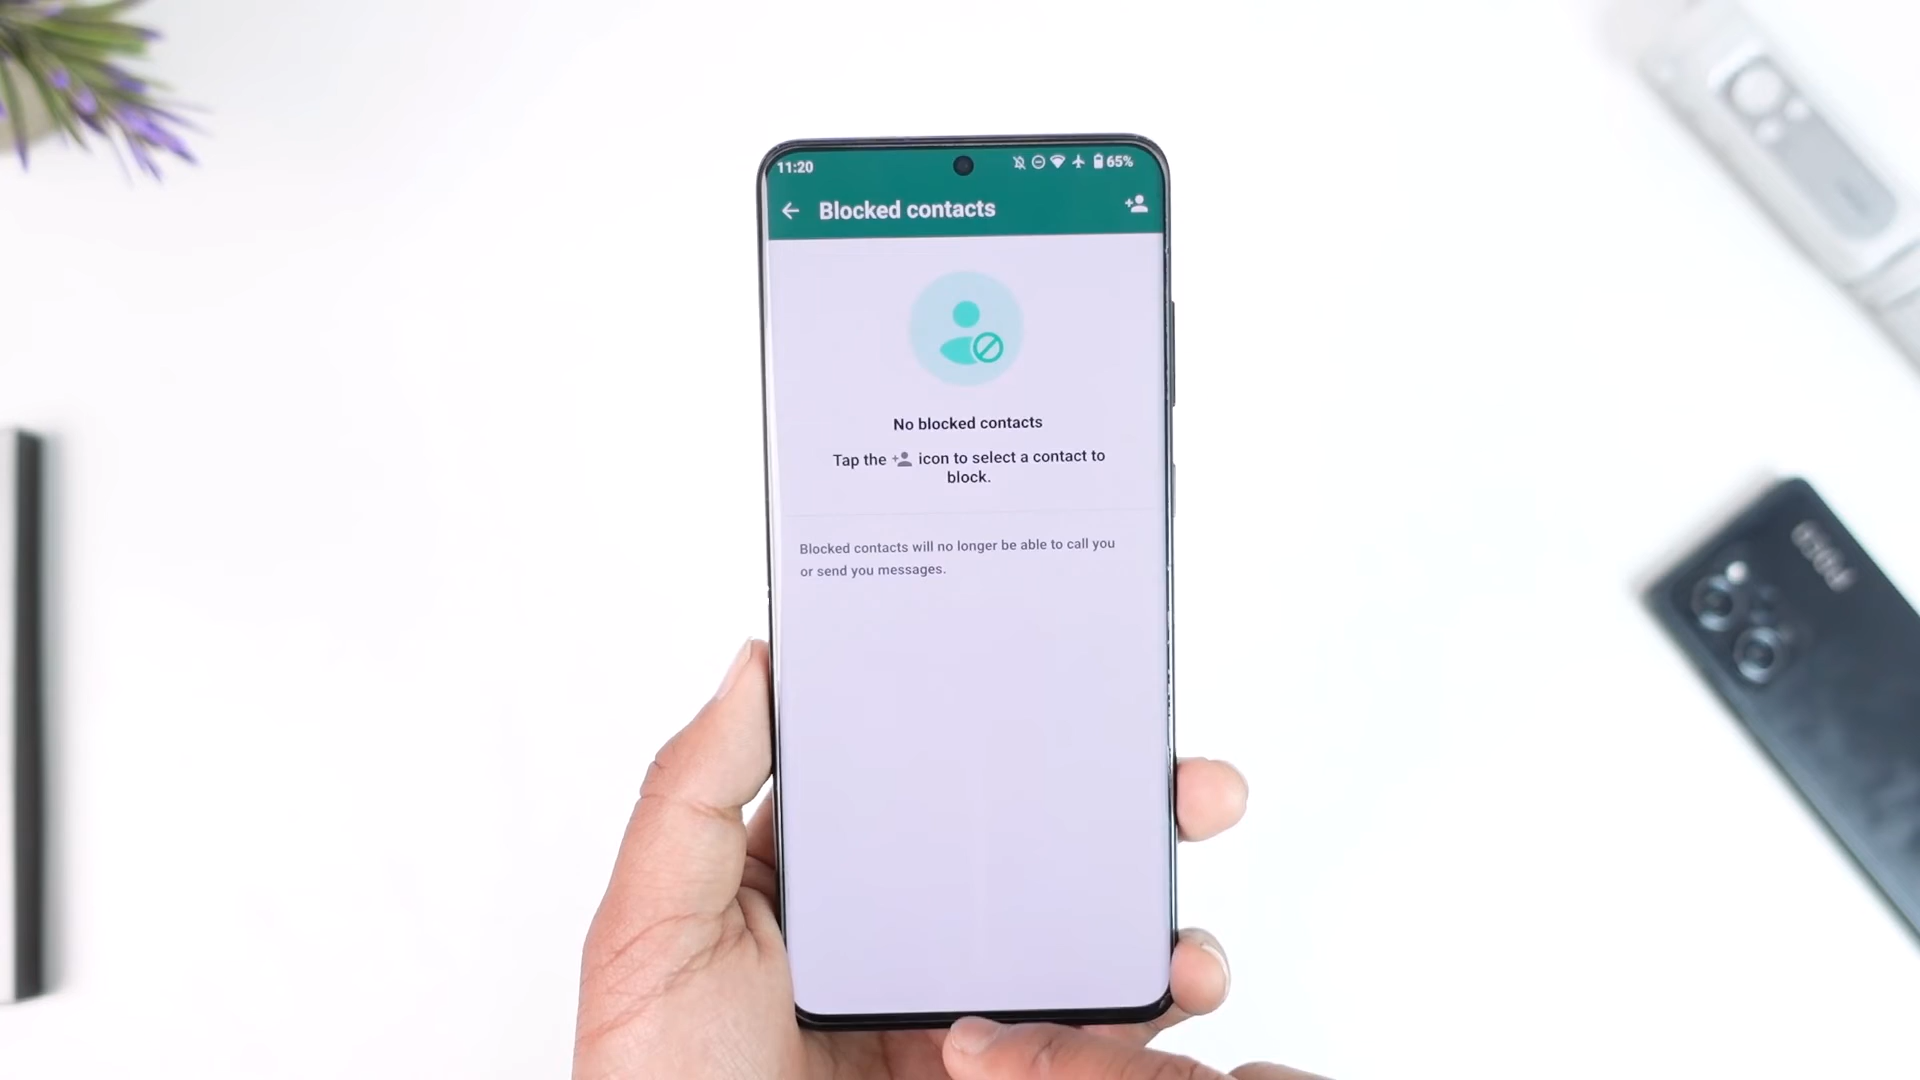 11:20 65%
Blocked contacts
No blocked contacts
Tap the icon to select a contact to
block.
Blocked contacts will no longer be able to call you
or send you messages.
POCO